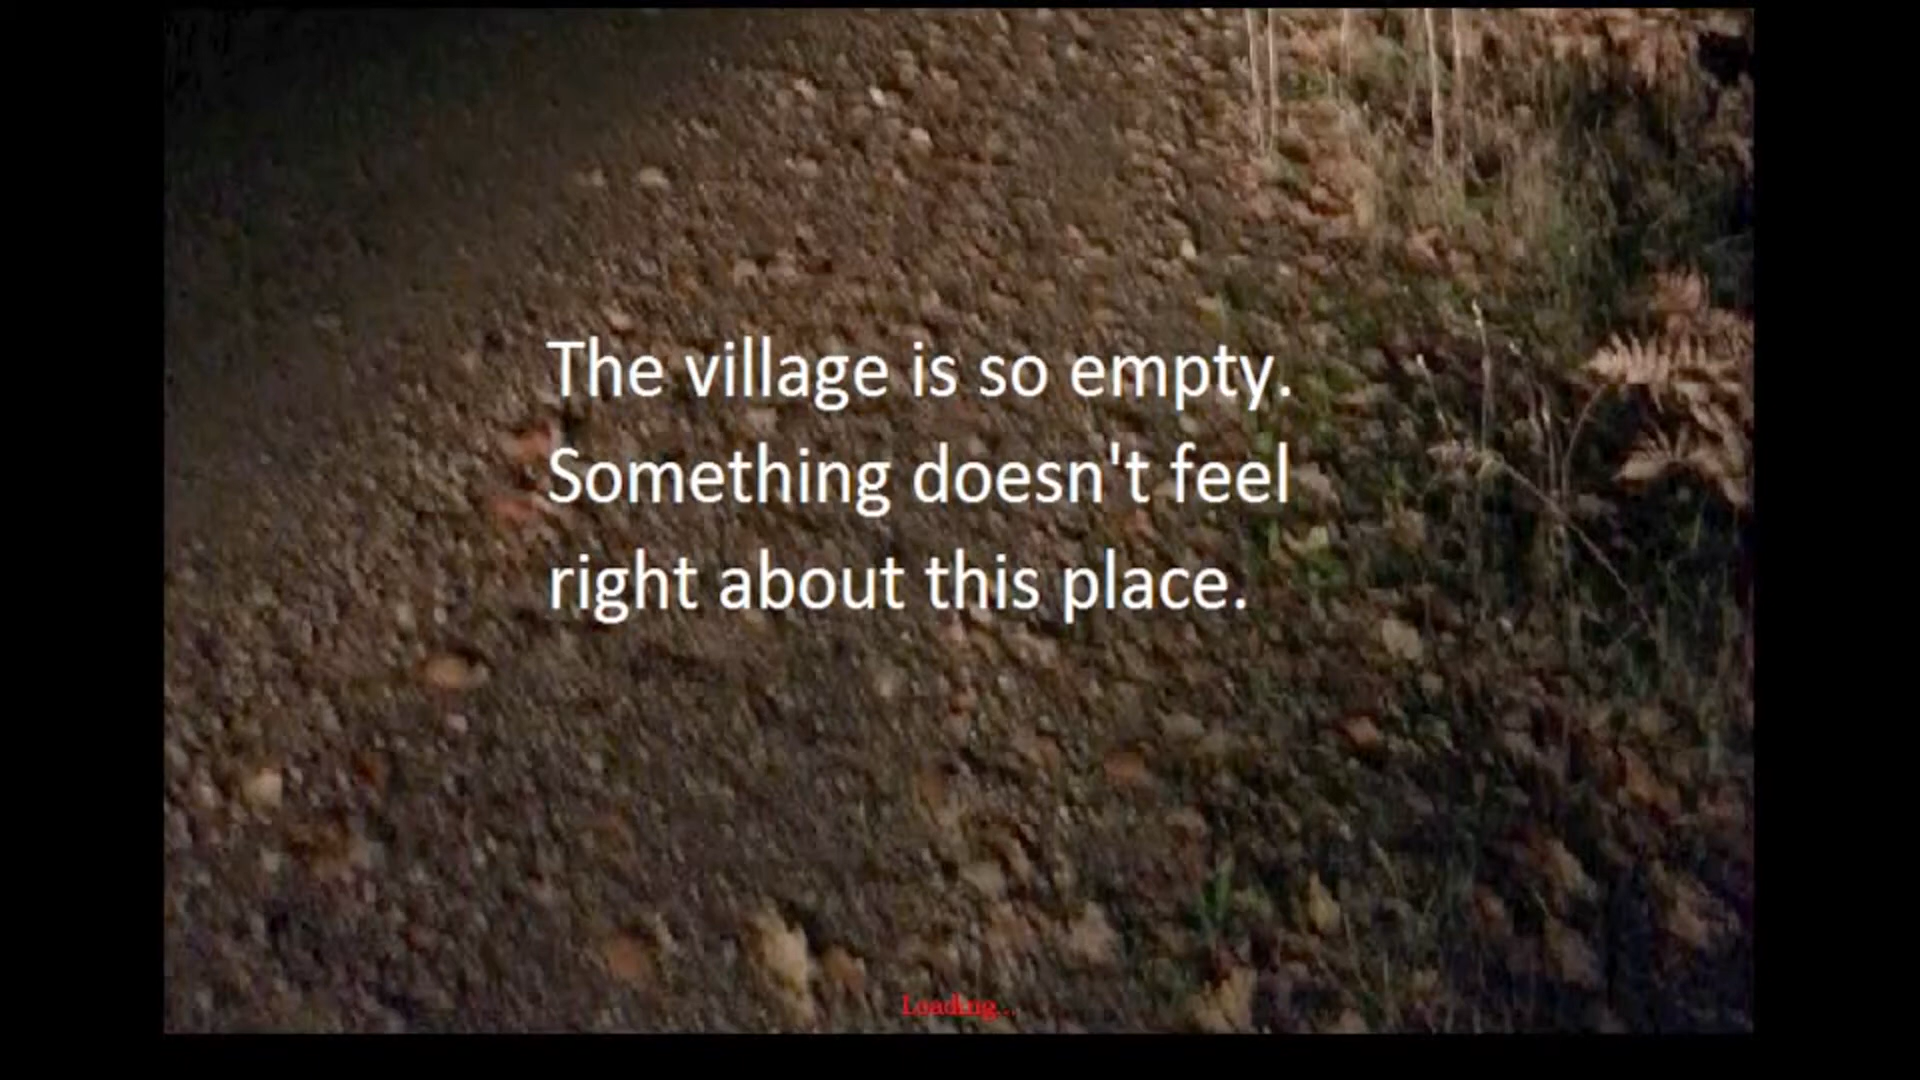 The village is so empty.
Something doesn't feel
right about this place.
Loading...